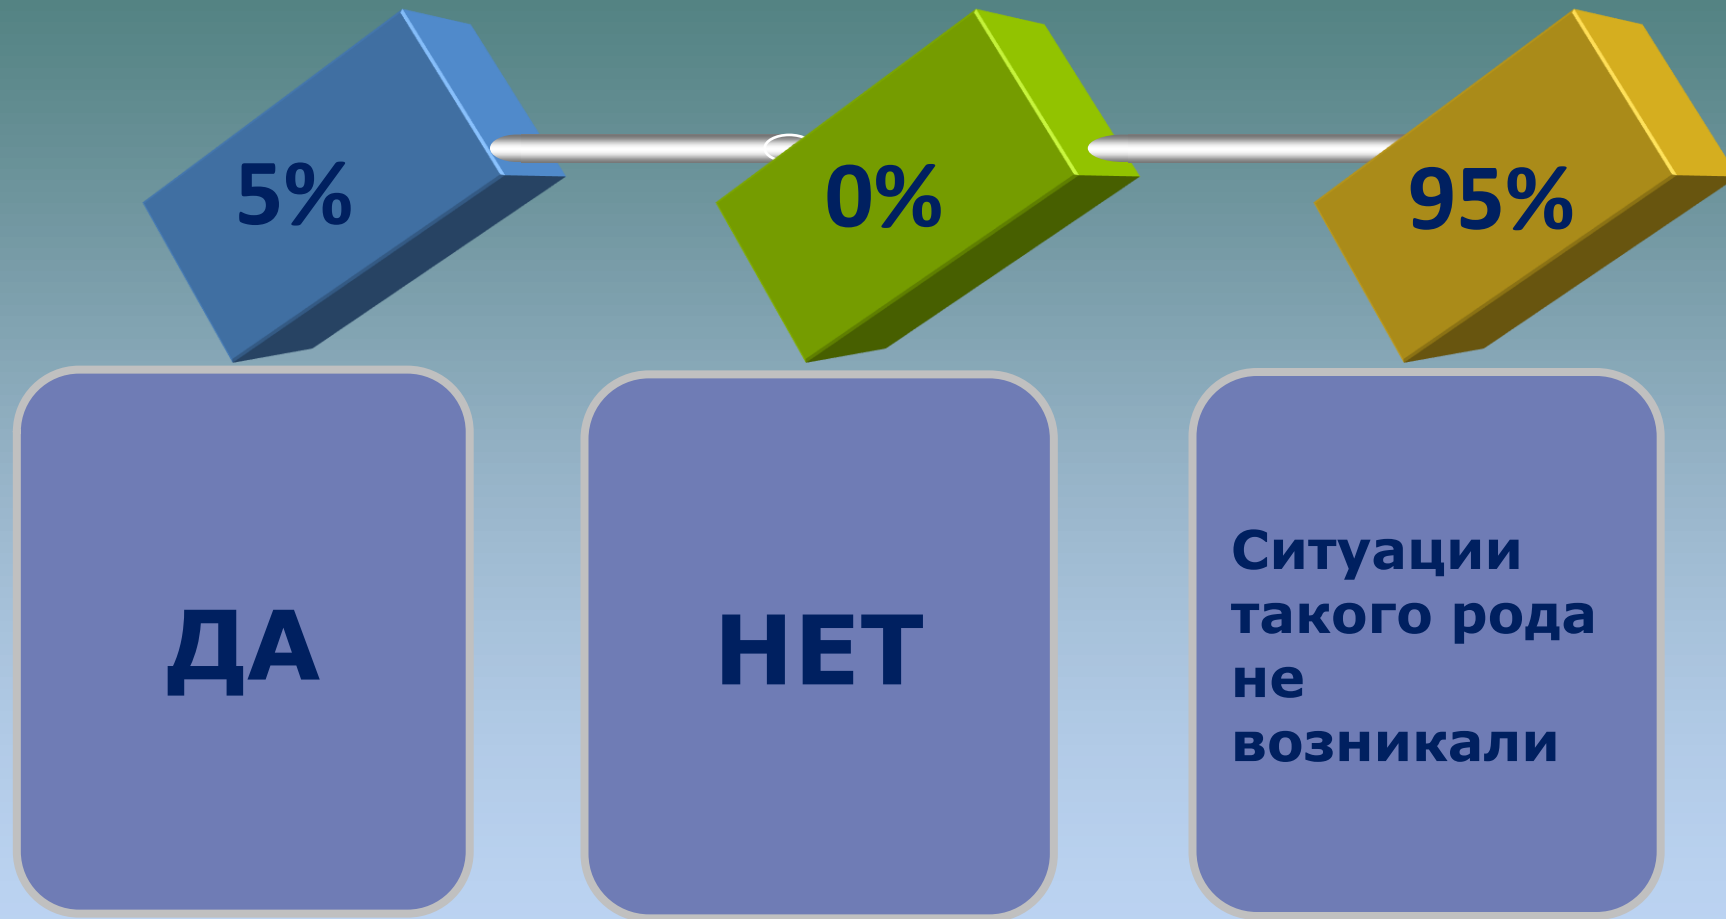 5%
0%
95%
ДА
НЕТ
Ситуации
такого рода
не
возникали